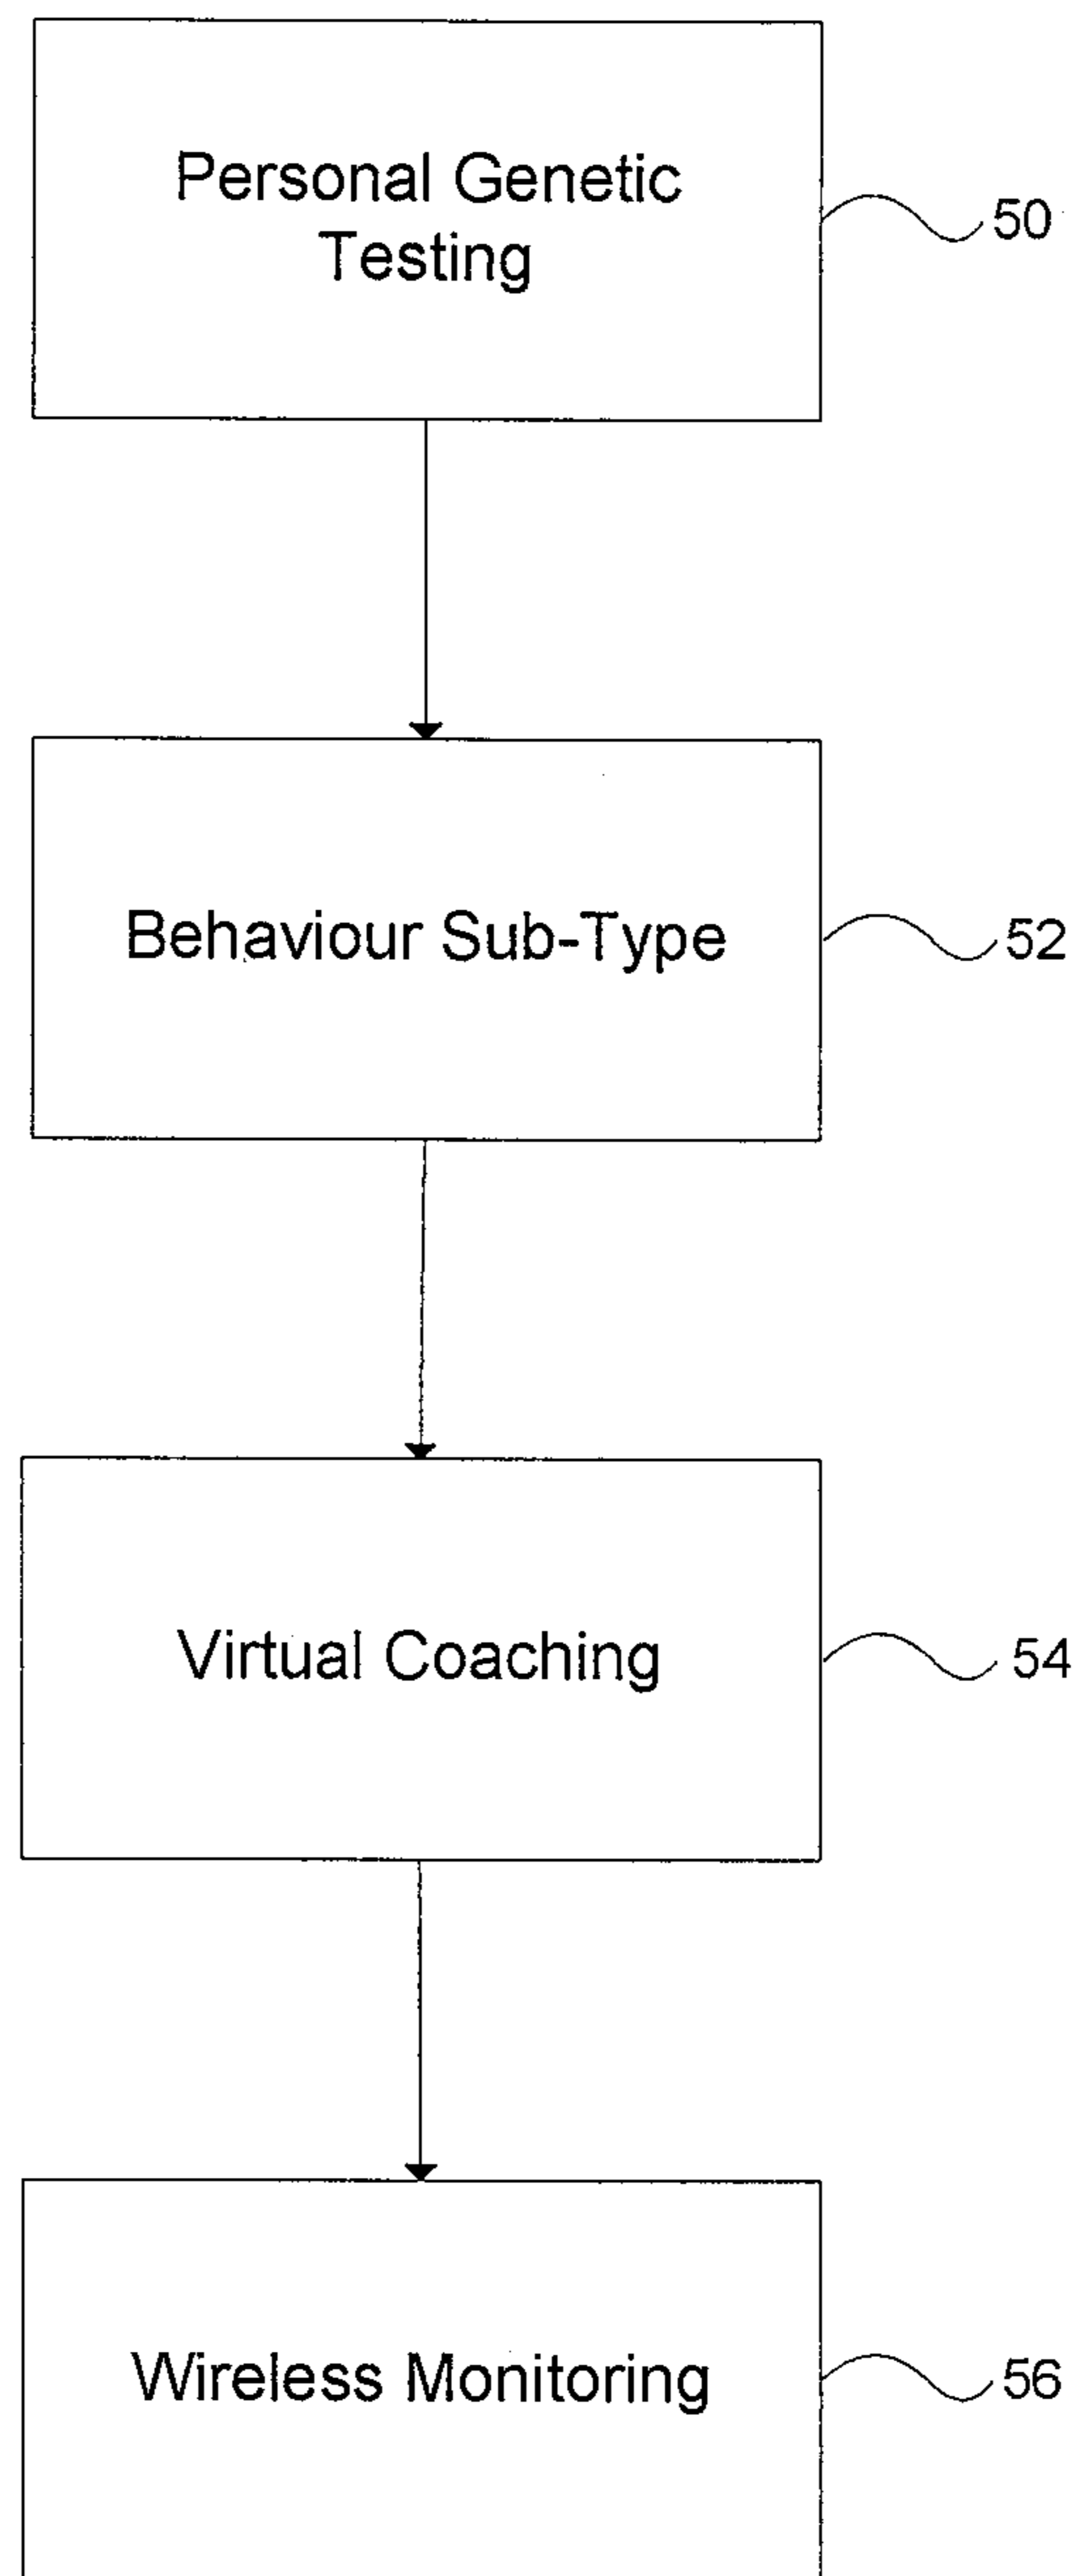 Personal Genetic
Testing
50
Behaviour Sub-Type
52
Virtual Coaching
54
Wireless Monitoring
56